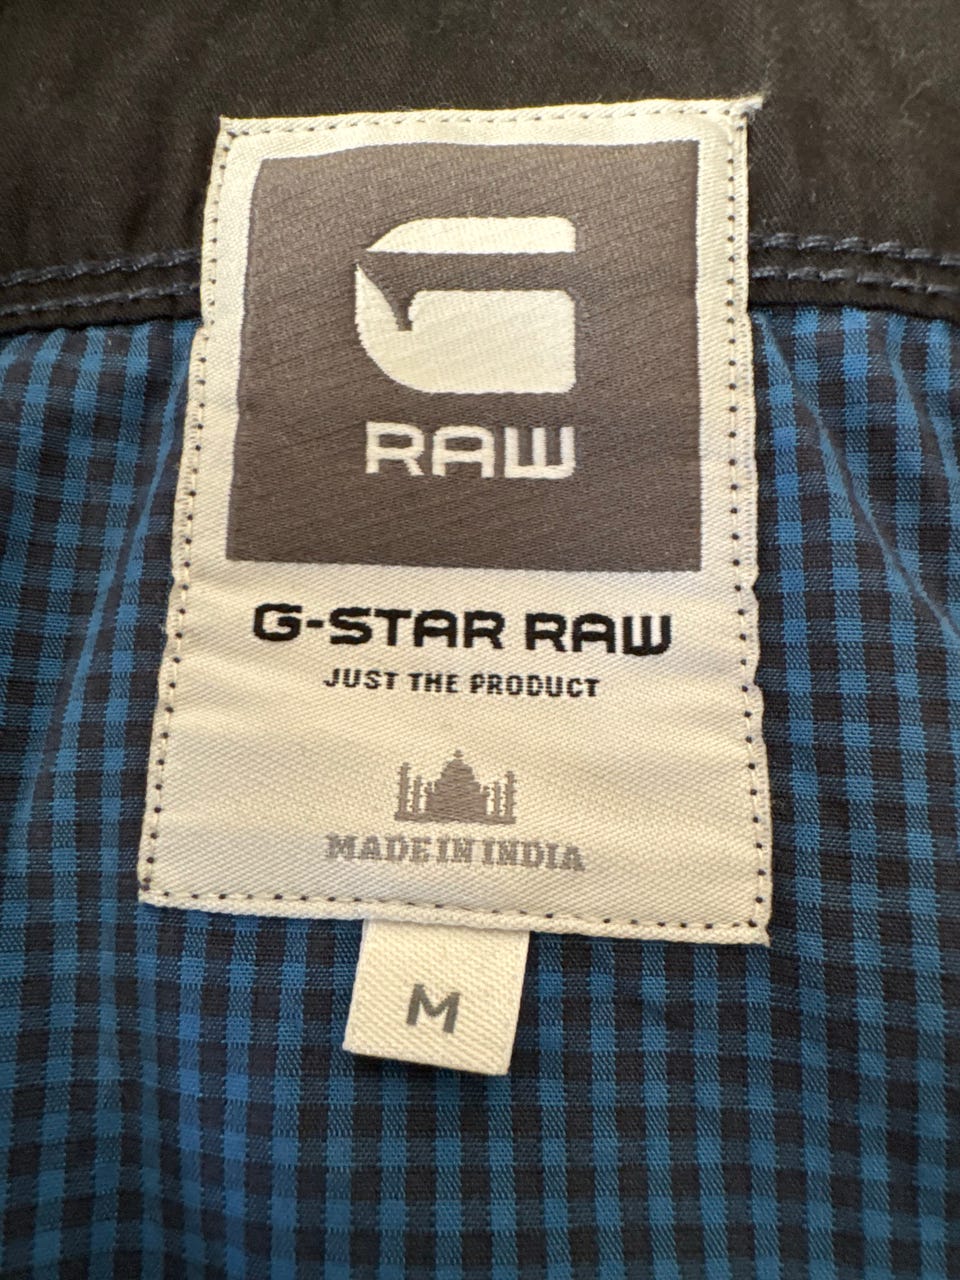 G
RAW
G-STAR RAW
JUST THE PRODUCT
MADE IN INDIA
M